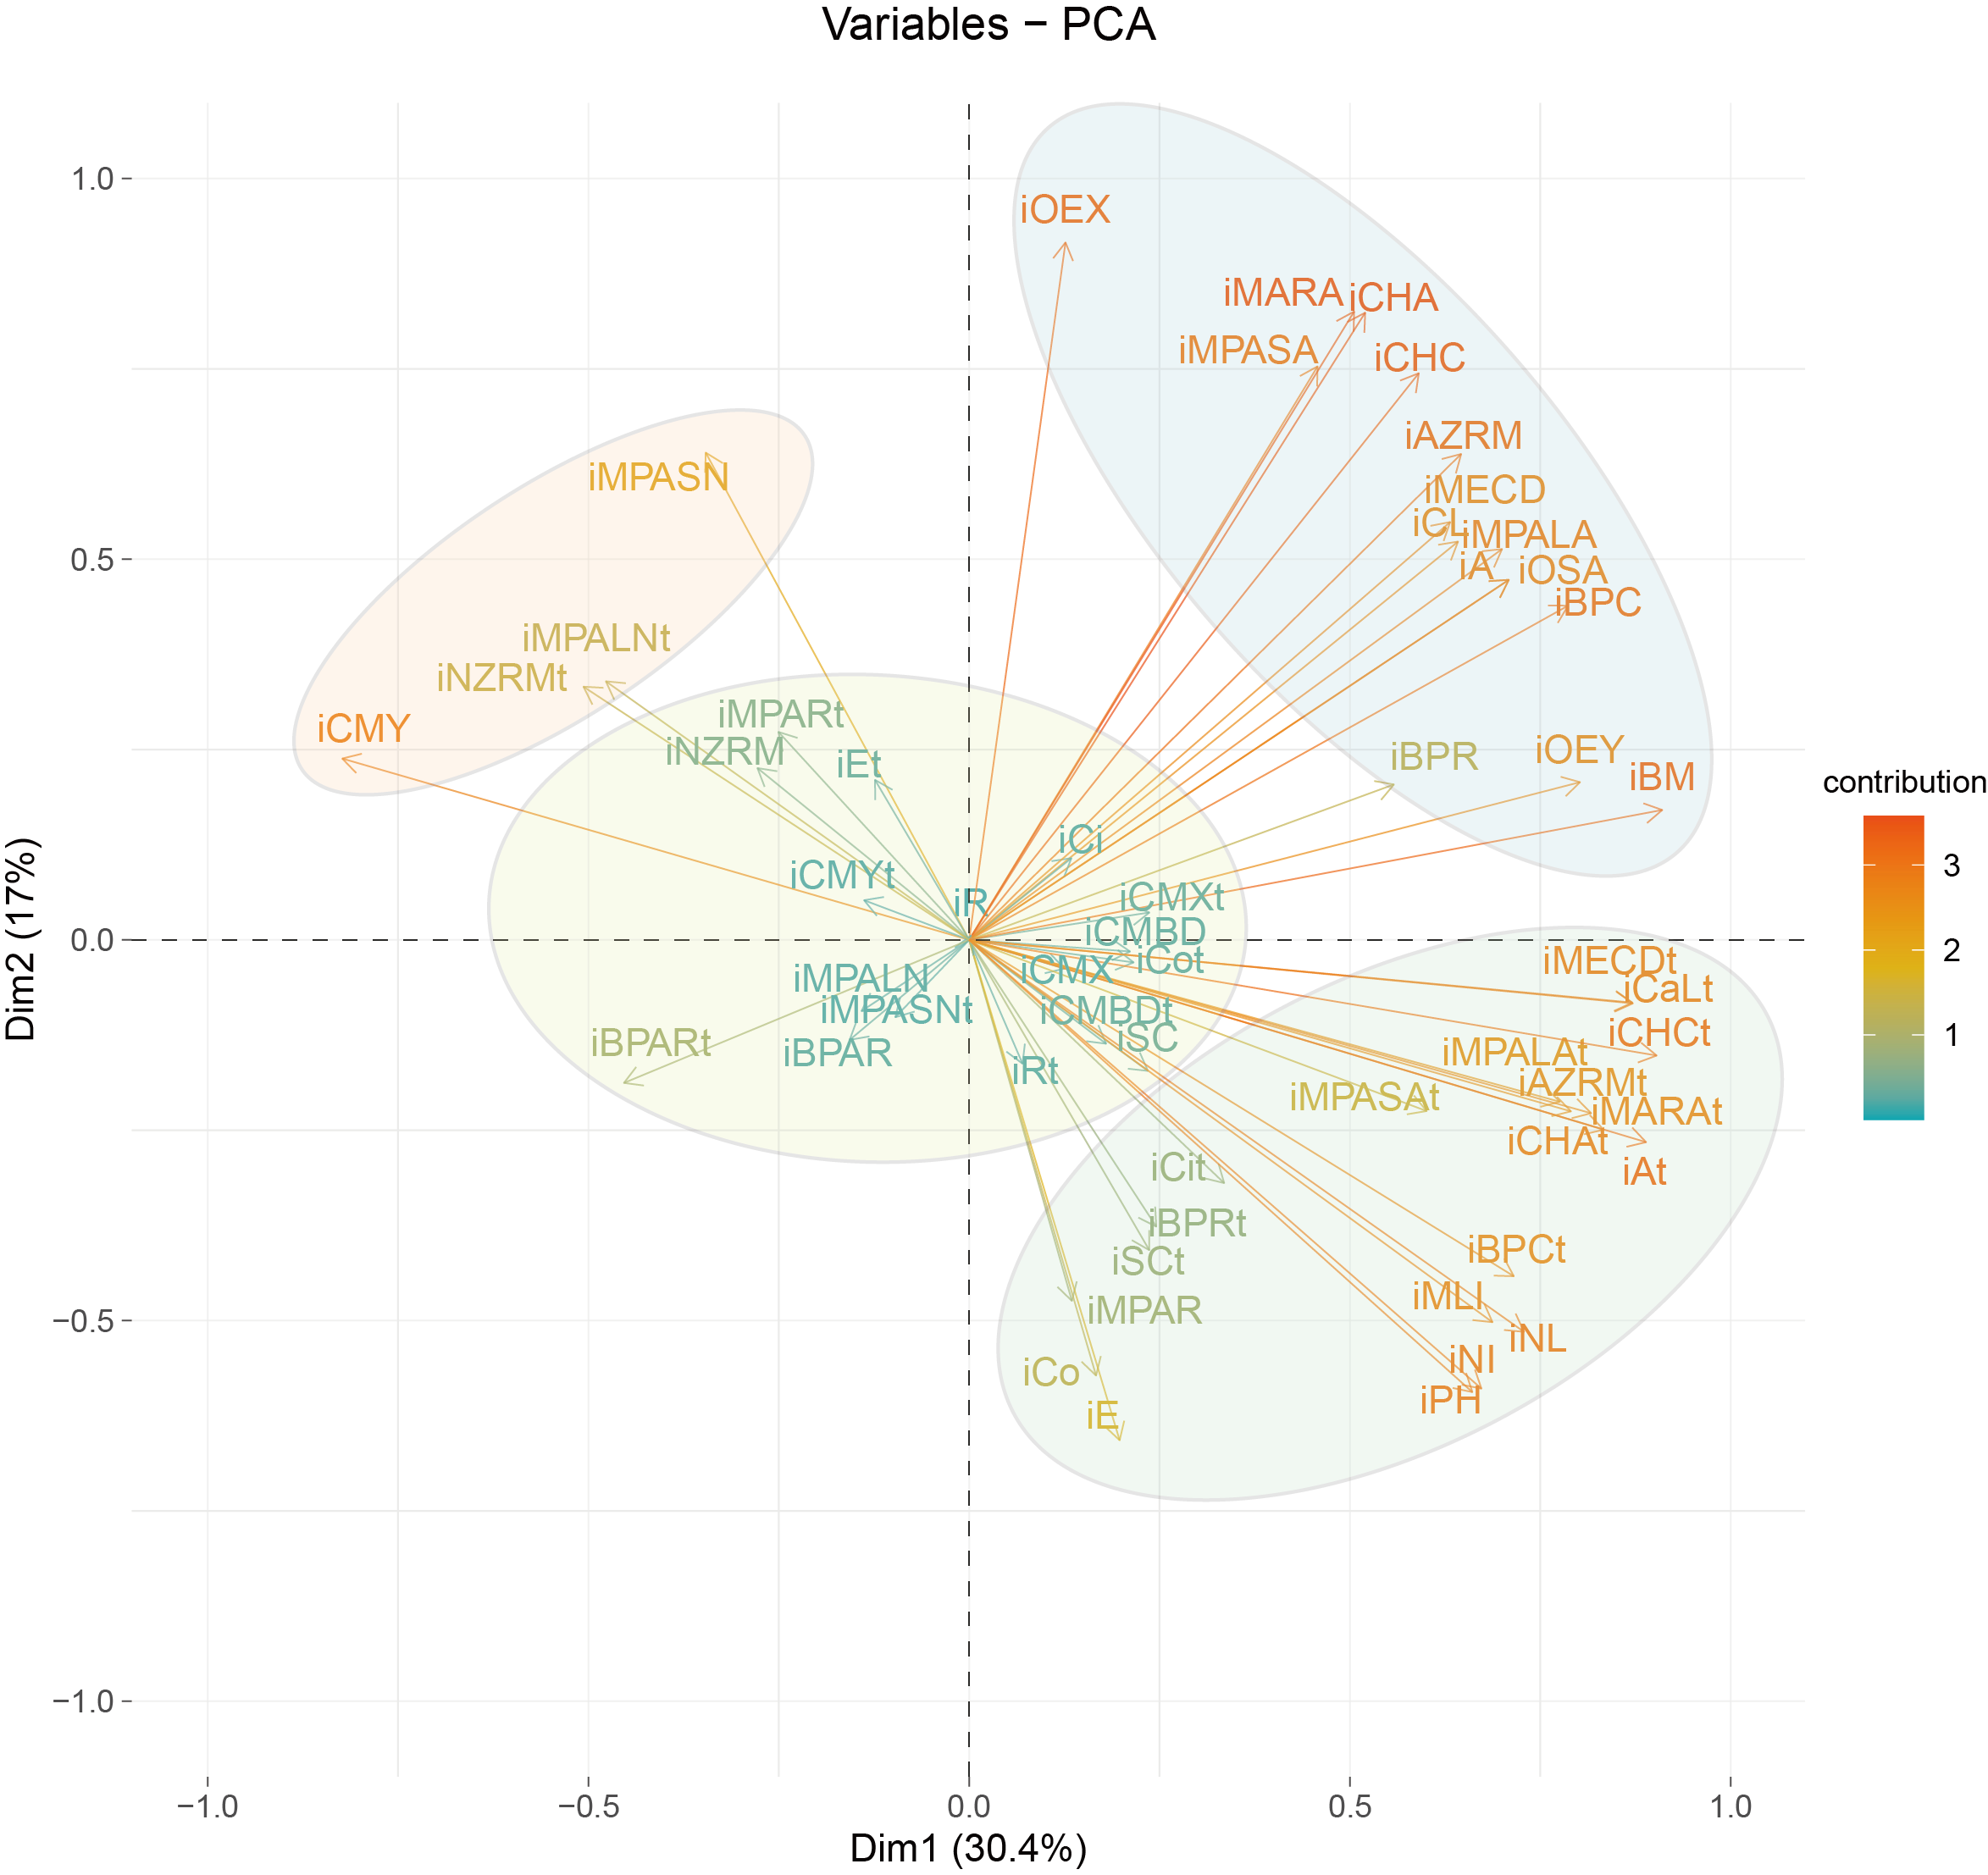 Variables − PCA
1.0
0.5
0.0
−0.5
−1.0
Dim2 (17%)
iOEX
iMARA
iCHA
iMPASA
iCHC
iAZRM
iMECD
iCL
iMPALA
iA
iOSA
iBPC
iBPR
iOEY
iBM
iMPASN
iMPALNt
iNZRMt
iCMY
iMPARt
iNZRM
iEt
iCi
iCMYt
iR
iCMXt
iCMBD
iCot
iCMX
iMPALN
iMPASNt
iCMBDt
iSC
iBPARt
iBPAR
iRt
iMECDt
iCaLt
iCHCt
iMPALAt
iAZRMt
iMPASAt
iMARAt
iCHAt
iAt
iCit
iBPRt
iSCt
iBPCt
iMPAR
iMLI
iNL
iNI
iCo
iPH
iE
contribution
3
2
1
−1.0
−0.5
0.0
0.5
1.0
Dim1 (30.4%)